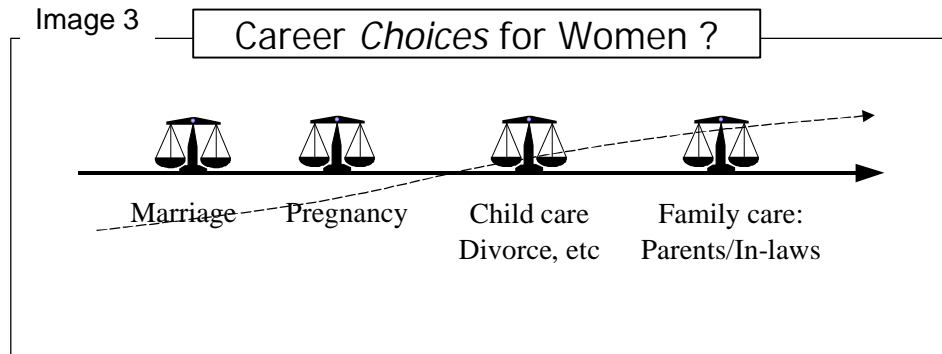 Image 3
Career Choices for Women ?
Marriage
Pregnancy
Child care
Divorce, etc
Family care:
Parents/In-laws